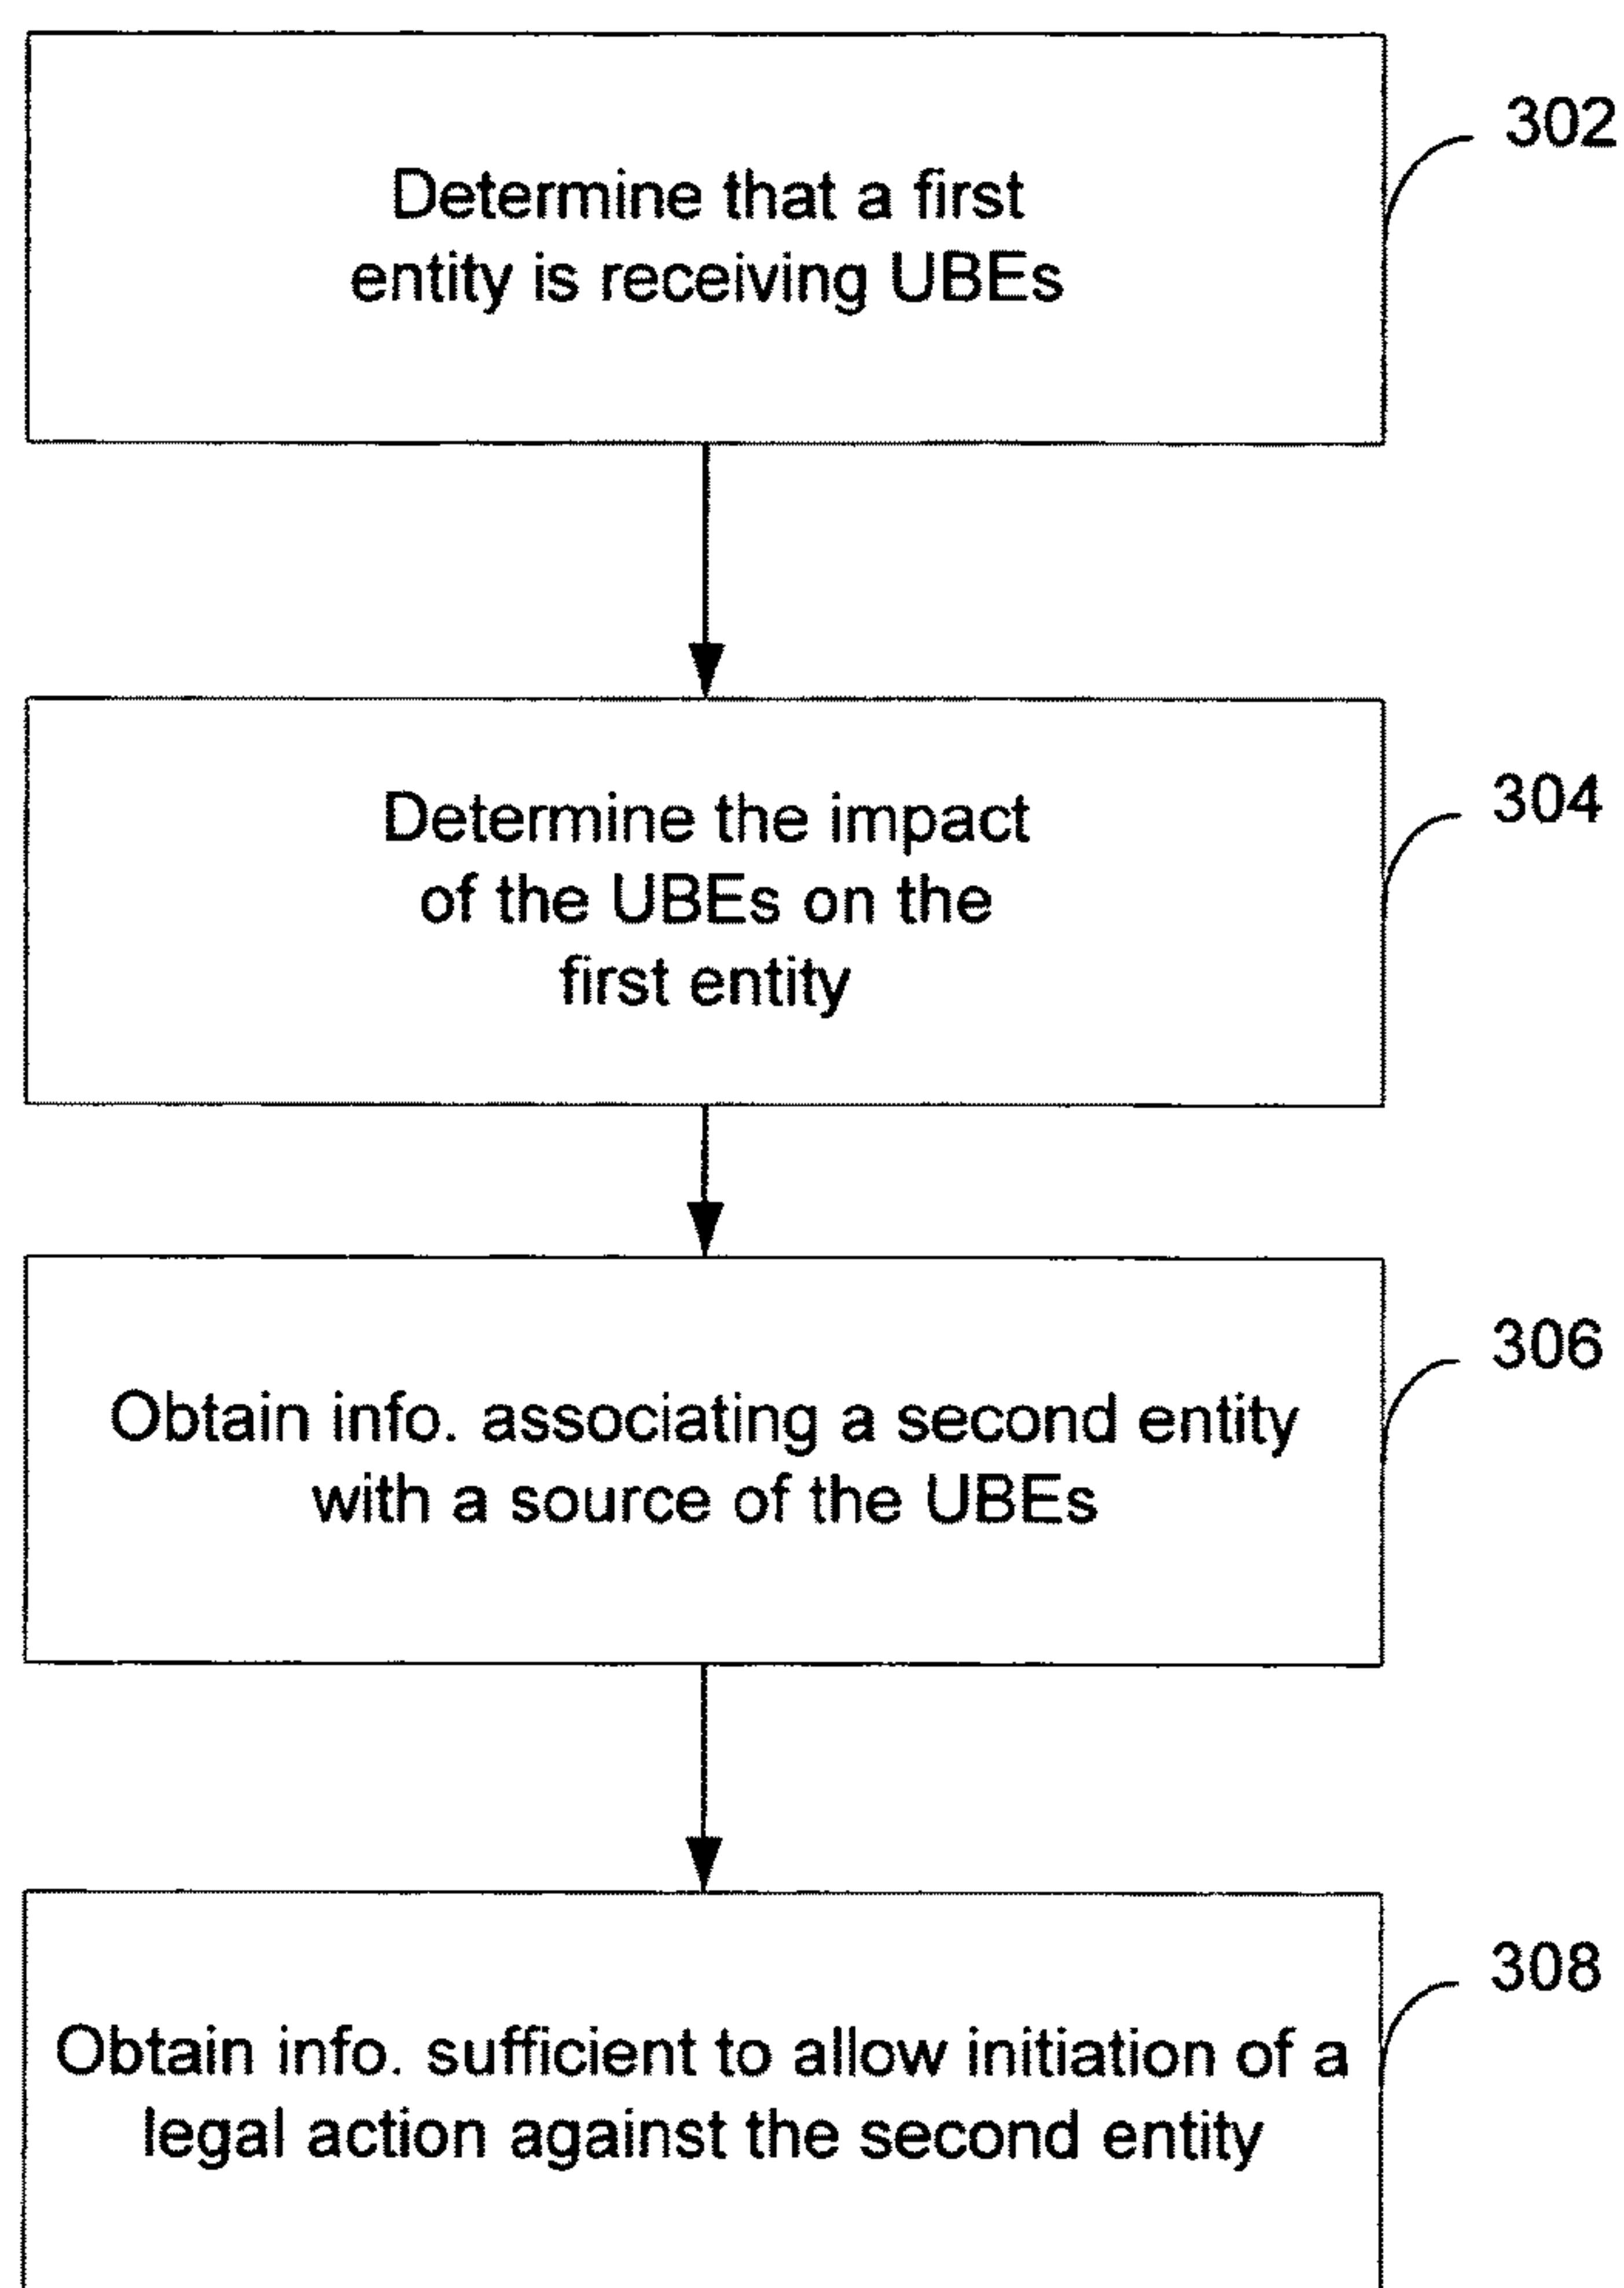 302
Determine that a first
entity is receiving UBEs
304
Determine the impact
of the UBEs on the
first entity
306
Obtain info. associating a second entity
with a source of the UBEs
308
Obtain info. sufficient to allow initiation of a
legal action against the second entity